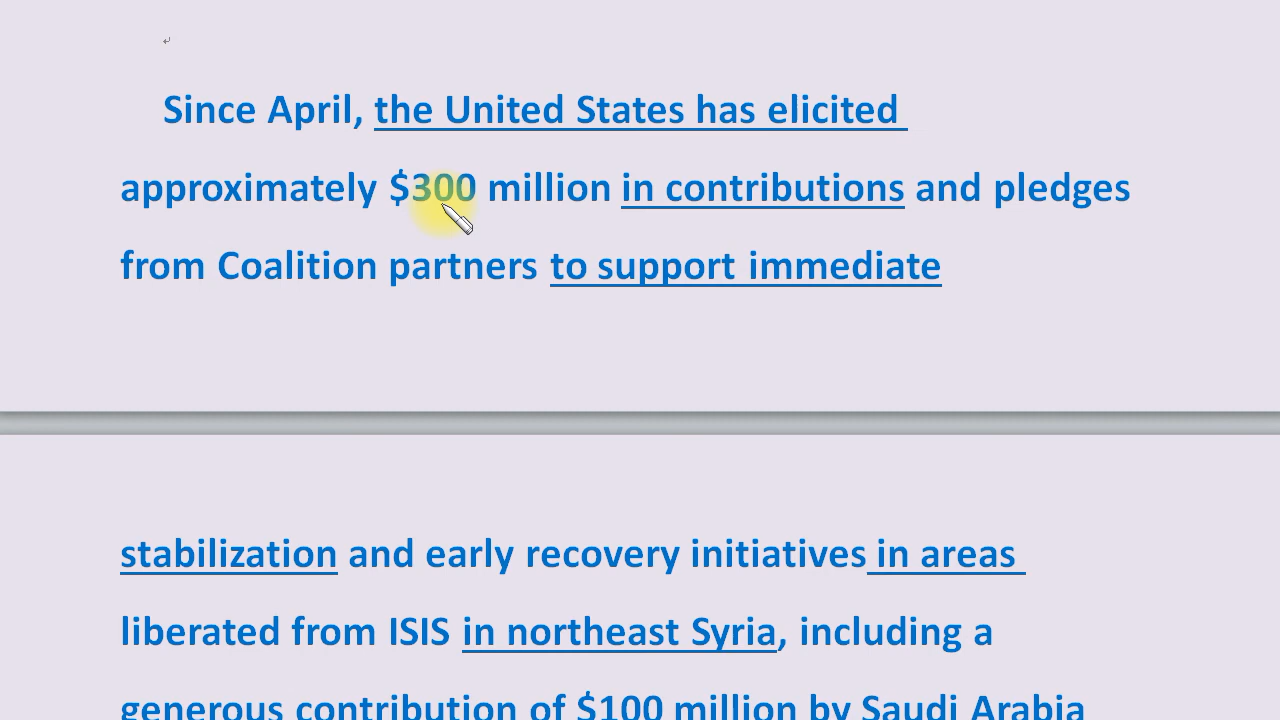 Since April, the United States has elicited
approximately $300 million in contributions and pledges
from Coalition partners to support immediate
stabilization and early recovery initiatives in areas
liberated from ISIS in northeast Syria, including a
generous contribution of $100 million by Saudi Arabia